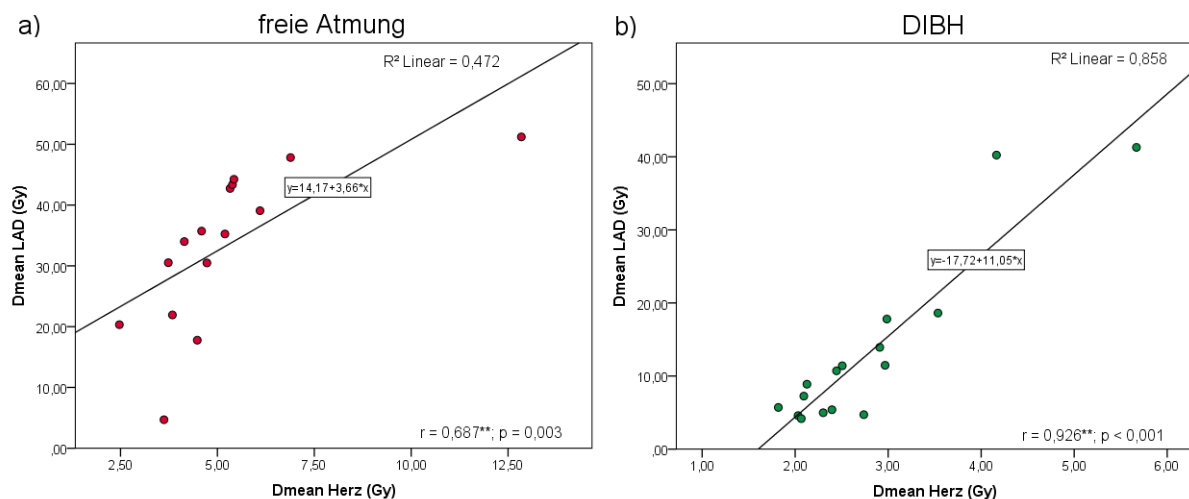 a)
freie Atmung
R² Linear = 0,472
60,00
50,00
40,00
30,00
20,00
10,00
,00
Dmean LAD (Gy)
y=14,17+3,66*x
r = 0,687**; p = 0,003
2,50 5,00 7,50 10,00 12,50
Dmean Herz (Gy)
b)
DIBH
R² Linear = 0,858
50,00
40,00
30,00
20,00
10,00
,00
Dmean LAD (Gy)
y=-17,72+11,05*x
r = 0,926**; p < 0,001
1,00 2,00 3,00 4,00 5,00 6,00
Dmean Herz (Gy)